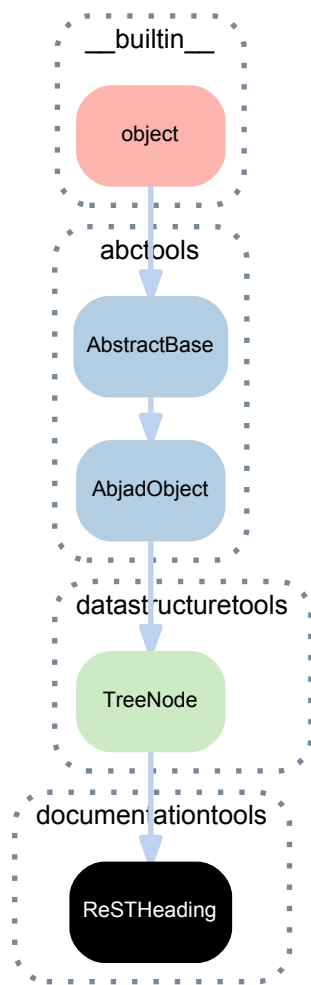 __builtin__
object
abctools
AbstractBase
AbjadObject
datastructuretools
TreeNode
documentationtools
ReSTHeading